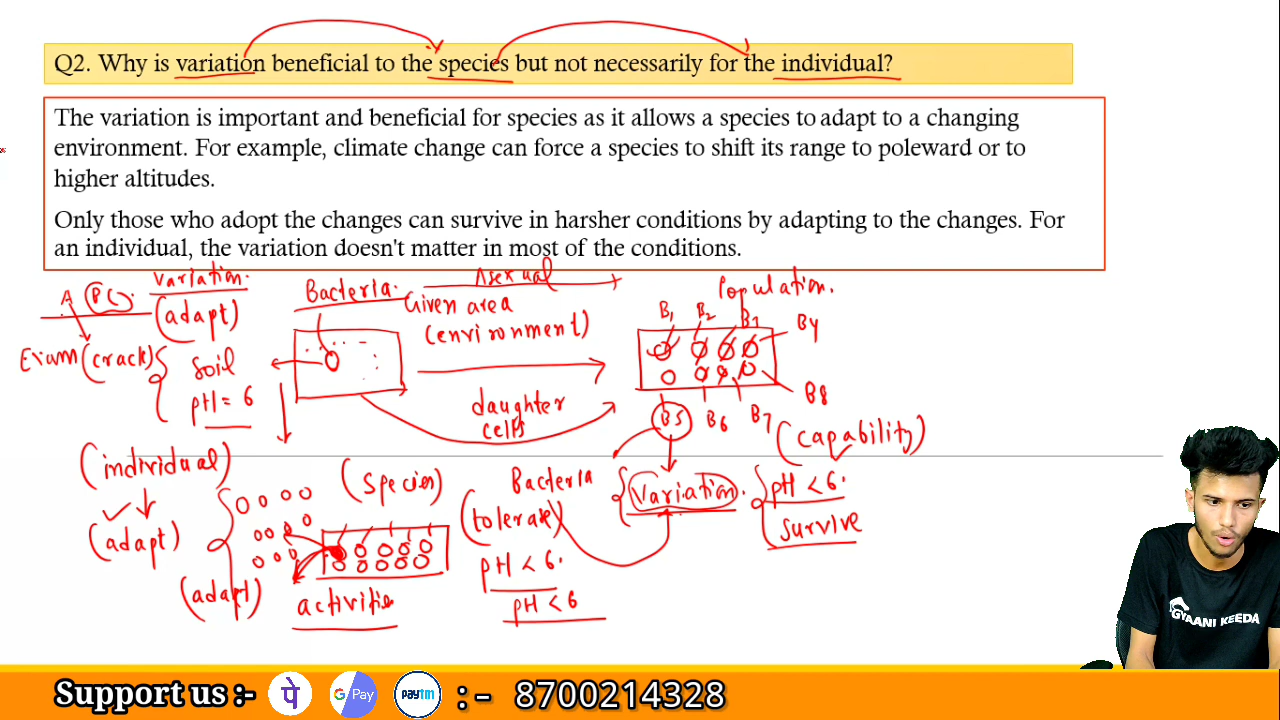 Q2. Why is variation beneficial to the species but not necessarily for the individual?
The variation is important and beneficial for species as it allows a species to adapt to a changing
environment. For example, climate change can force a species to shift its range to poleward or to
higher altitudes.
Only those who adopt the changes can survive in harsher conditions by adapting to the changes. For
an individual, the variation doesn't matter in most of the conditions.
Variation.
(adapt)
Exam (crack)
soil
pH = 6
(individual)
(adapt)
Bacteria.
Asexual
Given area
(environment)
daughter
cells
Population.
B1 B2 B3 B4
B5 B6 B7 B8
(capability)
(species)
Bacteria
(tolerate)
pH < 6.
pH < 6
Variation.
pH < 6.
survive
(adapt)
activities
GYAANI KEEDA
Support us :- पे G Pay paytm : - 8700214328